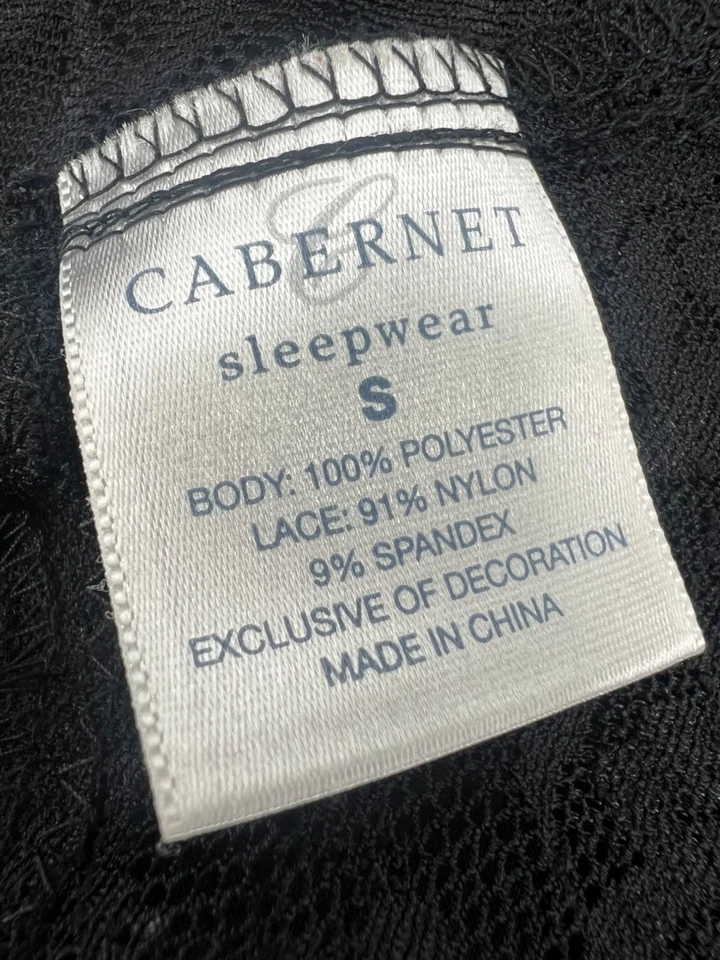 CABERNET
sleepwear
S
BODY: 100% POLYESTER
LACE: 91% NYLON
9% SPANDEX
EXCLUSIVE OF DECORATION
MADE IN CHINA